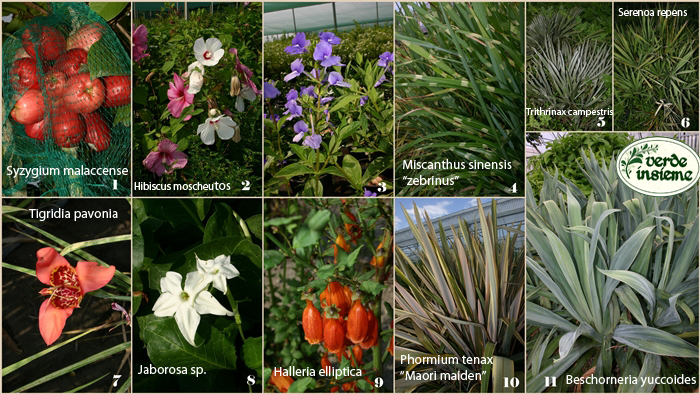 Syzygium malaccense
1
Hibiscus moscheutos
2
3
Miscanthus sinensis
"zebrinus"
4
Trithrinax campestris
5
Serenoa repens
6
verde
insieme
Tigridia pavonia
7
Jaborosa sp.
8
Halleria elliptica
9
Phormium tenax
"Maori maiden"
10
11
Beschorneria yuccoides